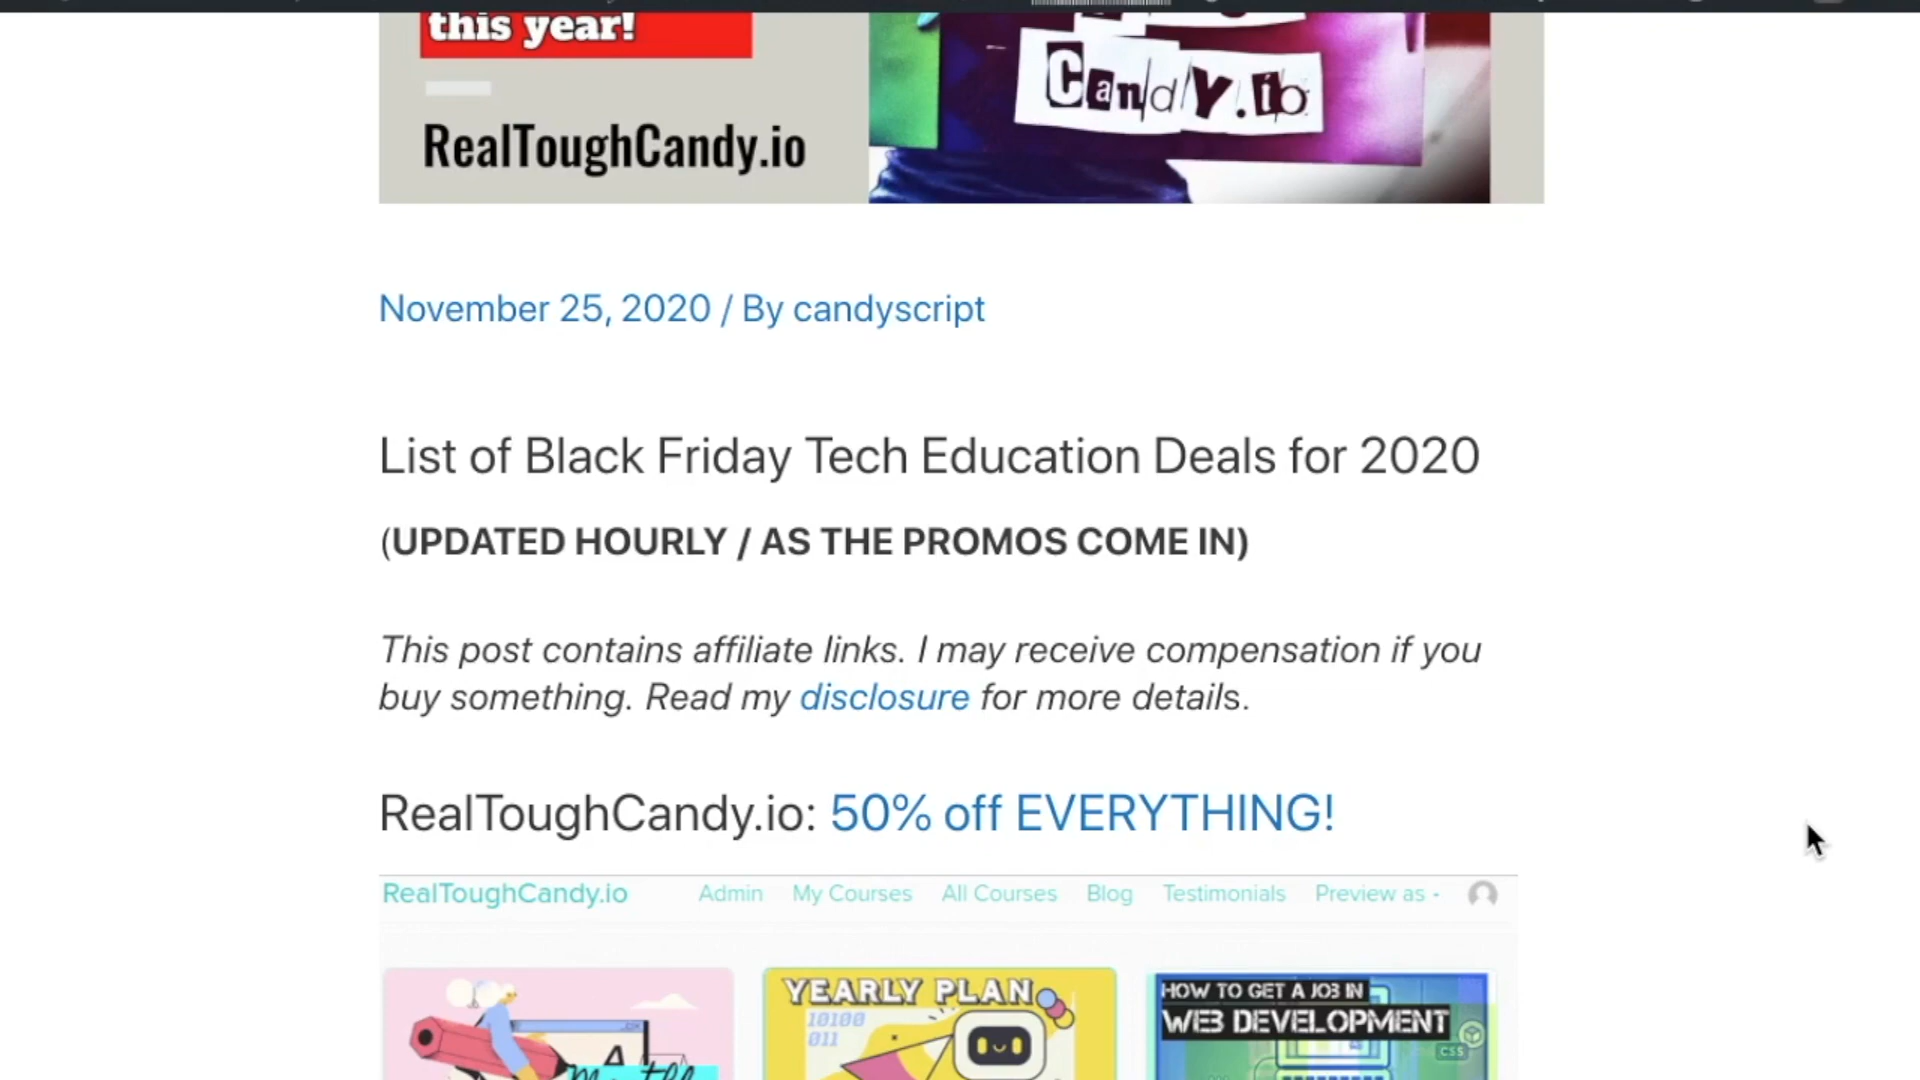 this year!
RealToughCandy.io
Candy.io
November 25, 2020 / By candyscript
List of Black Friday Tech Education Deals for 2020
(UPDATED HOURLY / AS THE PROMOS COME IN)
This post contains affiliate links. I may receive compensation if you
buy something. Read my disclosure for more details.
RealToughCandy.io: 50% off EVERYTHING!
RealToughCandy.io Admin My Courses All Courses Blog Testimonials Preview as
YEARLY PLAN
10100
011
HOW TO GET A JOB IN
WEB DEVELOPMENT
CSS
A